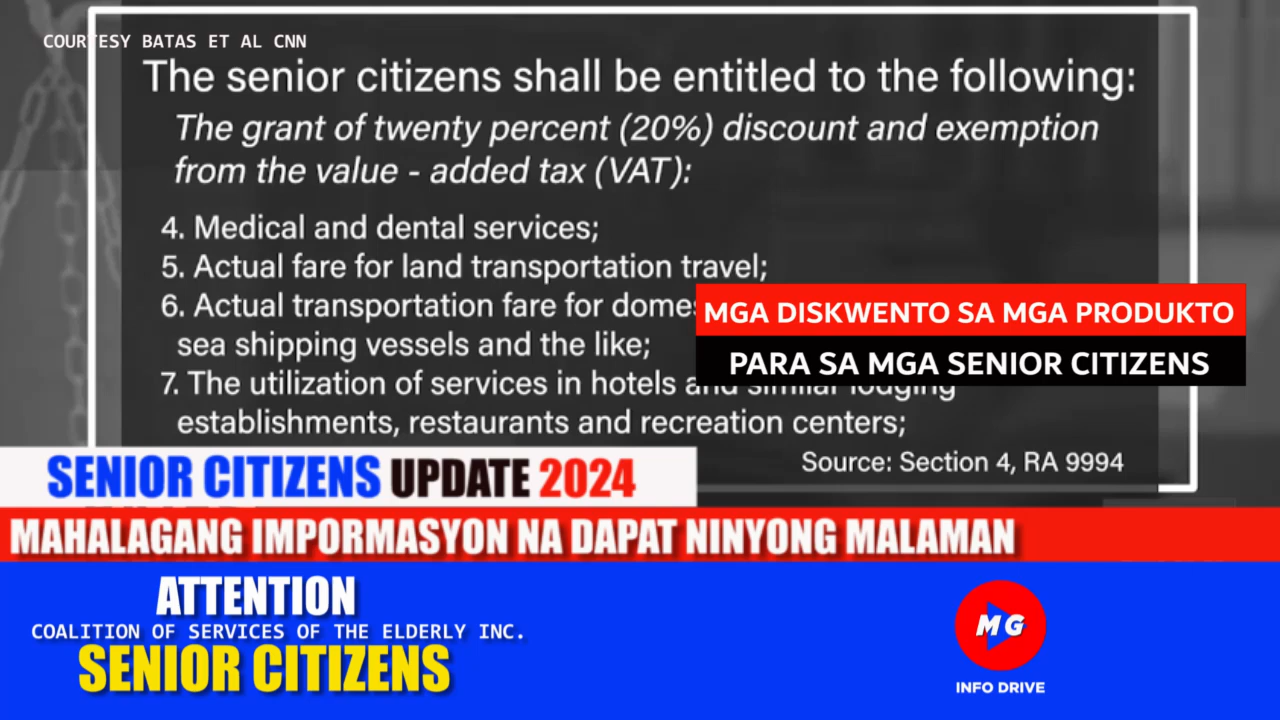 COURTESY BATAS ET AL CNN
The senior citizens shall be entitled to the following:
The grant of twenty percent (20%) discount and exemption
from the value - added tax (VAT):
4. Medical and dental services;
5. Actual fare for land transportation travel;
6. Actual transportation fare for
sea shipping vessels and the like;
7. The utilization of services in hotels and similar lodging
establishments, restaurants and recreation centers;
Source: Section 4, RA 9994
MGA DISKWENTO SA MGA PRODUKTO
PARA SA MGA SENIOR CITIZENS
SENIOR CITIZENS UPDATE 2024
MAHALAGANG IMPORMASYON NA DAPAT NINYONG MALAMAN
ATTENTION
COALITION OF SERVICES OF THE ELDERLY INC.
SENIOR CITIZENS
MG
INFO DRIVE